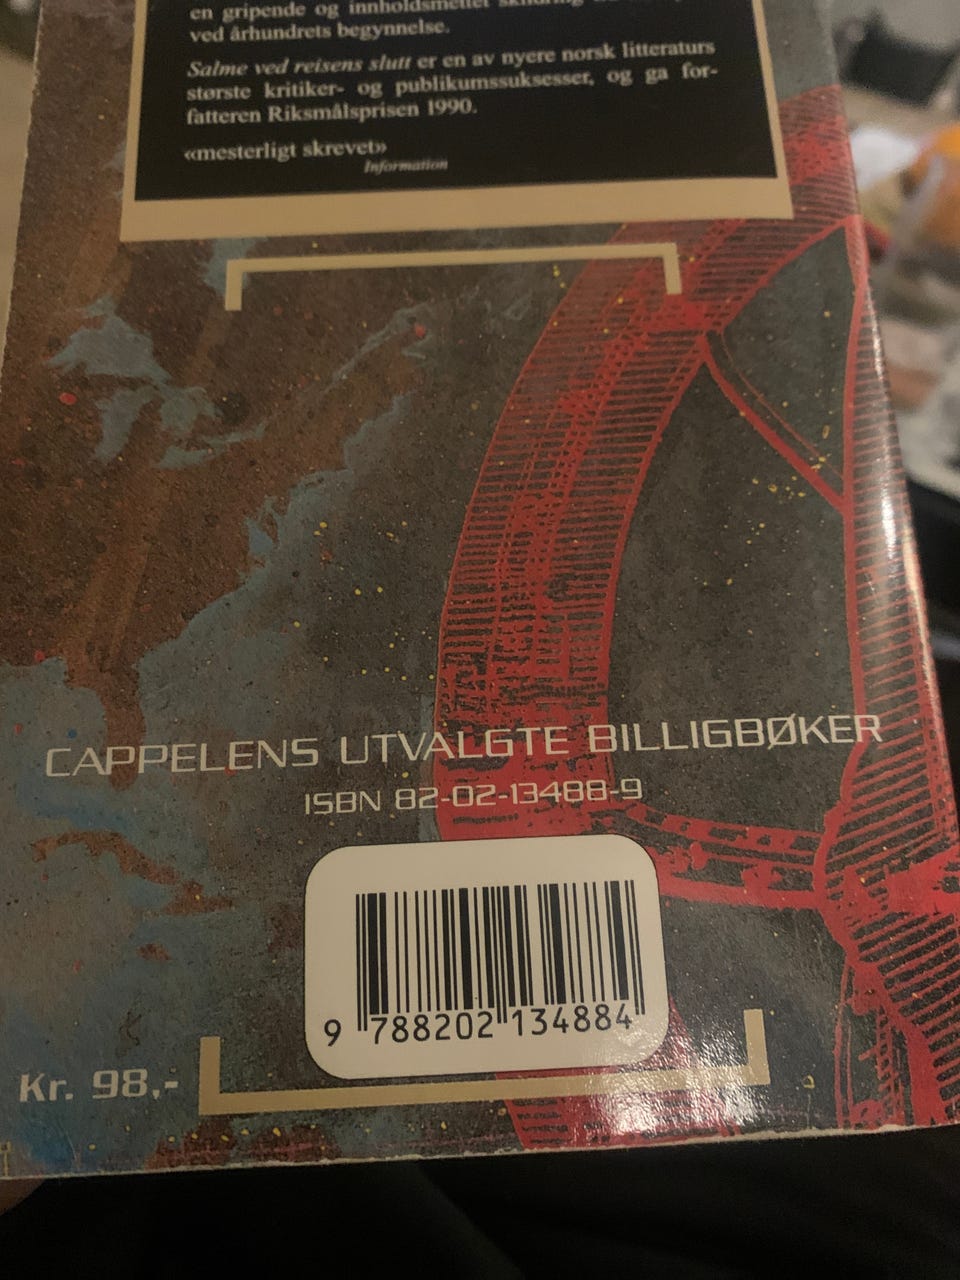 en gripende og innholdsmettet skildring
ved århundrets begynnelse.
Salme ved reisens slutt er en av nyere norsk litteraturs
største kritiker- og publikumssuksesser, og ga for-
fatteren Riksmålsprisen 1990.
«mesterligt skrevet»
Information
CAPPELENS UTVALGTE BILLIGBØKER
ISBN 82-02-13488-9
9 788202 134884
Kr. 98,-